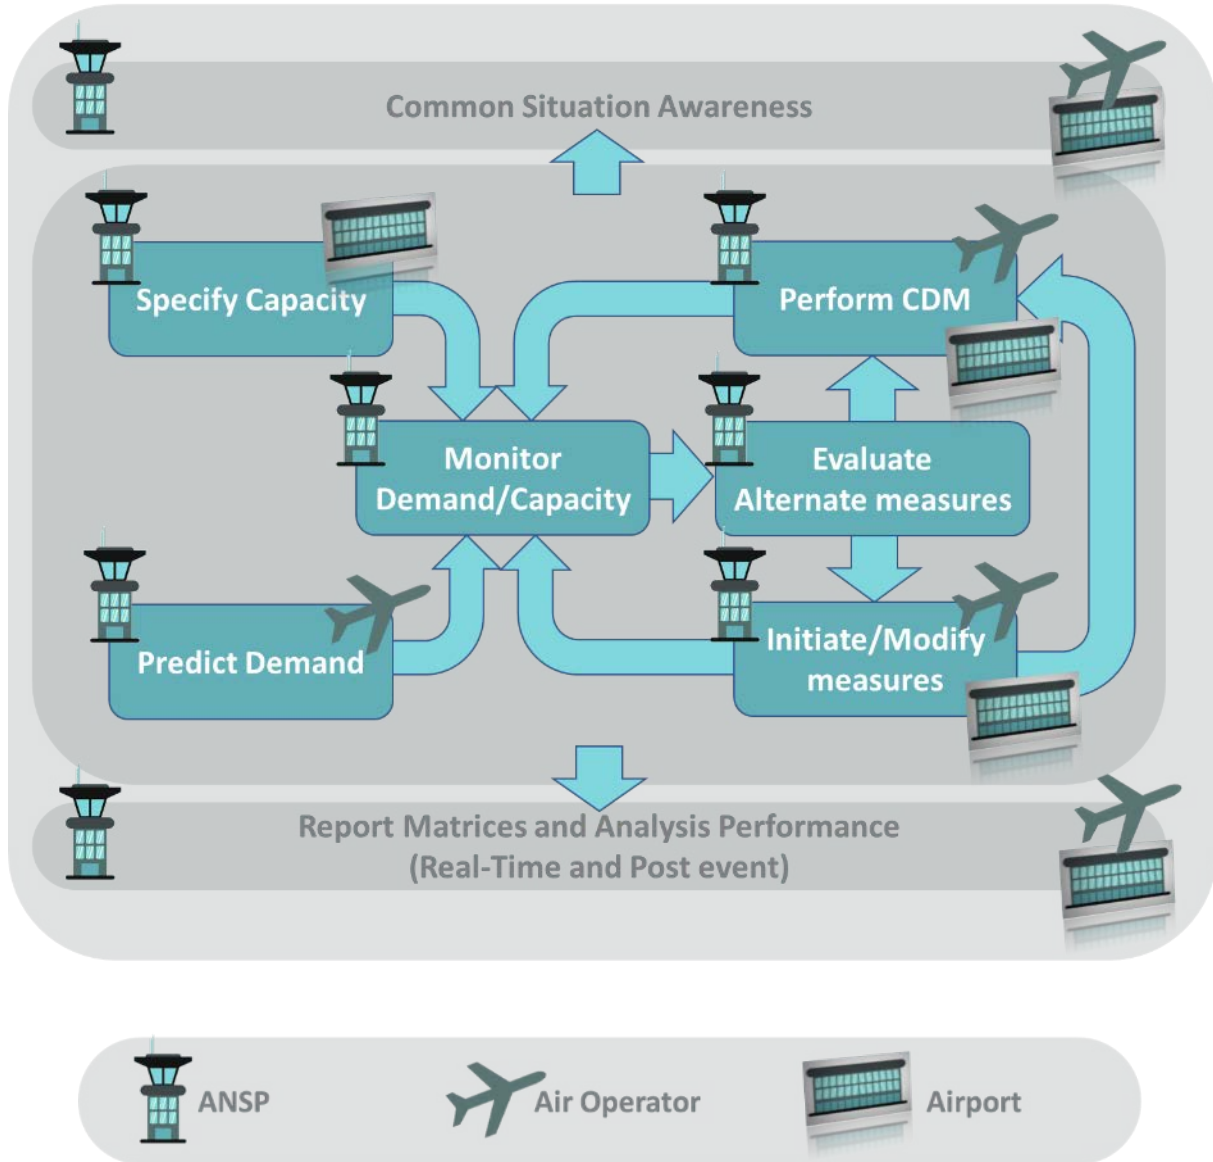 Common Situation Awareness
Specify Capacity
Perform CDM
Monitor
Demand/Capacity
Evaluate
Alternate measures
Predict Demand
Initiate/Modify
measures
Report Matrices and Analysis Performance
(Real-Time and Post event)
ANSP
Air Operator
Airport